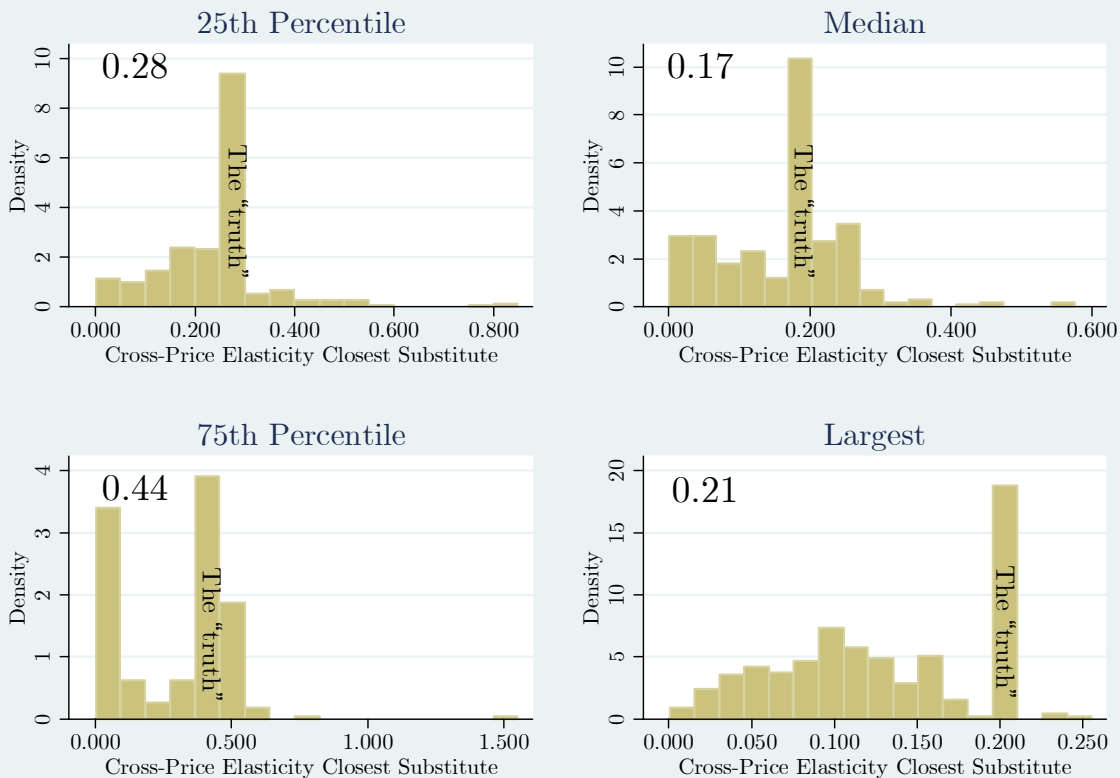 25th Percentile
0.28
Density
10
8
6
4
2
0
The “truth”
0.000 0.200 0.400 0.600 0.800
Cross-Price Elasticity Closest Substitute
Median
0.17
Density
10
8
6
4
2
0
The “truth”
0.000 0.200 0.400 0.600
Cross-Price Elasticity Closest Substitute
75th Percentile
0.44
Density
4
3
2
1
0
The “truth”
0.000 0.500 1.000 1.500
Cross-Price Elasticity Closest Substitute
Largest
0.21
Density
20
15
10
5
0
The “truth”
0.000 0.050 0.100 0.150 0.200 0.250
Cross-Price Elasticity Closest Substitute